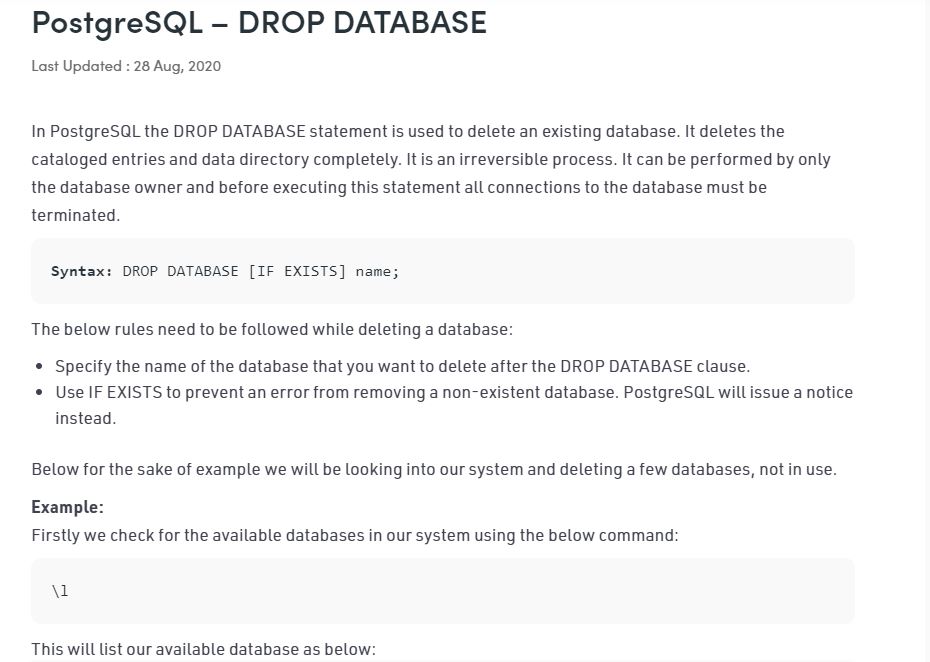 PostgreSQL – DROP DATABASE
Last Updated : 28 Aug, 2020
In PostgreSQL the DROP DATABASE statement is used to delete an existing database. It deletes the
cataloged entries and data directory completely. It is an irreversible process. It can be performed by only
the database owner and before executing this statement all connections to the database must be
terminated.
Syntax: DROP DATABASE [IF EXISTS] name;
The below rules need to be followed while deleting a database:
• Specify the name of the database that you want to delete after the DROP DATABASE clause.
• Use IF EXISTS to prevent an error from removing a non-existent database. PostgreSQL will issue a notice
instead.
Below for the sake of example we will be looking into our system and deleting a few databases, not in use.
Example:
Firstly we check for the available databases in our system using the below command:
\l
This will list our available database as below: